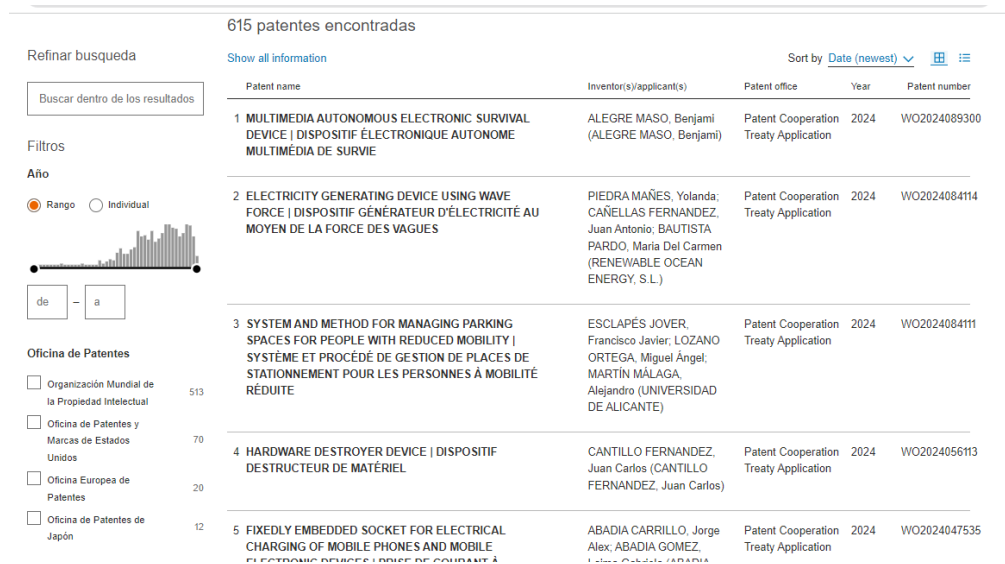 615 patentes encontradas
Refinar busqueda
Buscar dentro de los resultados
Filtros
Año
Rango
Individual
de
–
a
Oficina de Patentes
Organización Mundial de
la Propiedad Intelectual
513
Oficina de Patentes y
Marcas de Estados
Unidos
70
Oficina Europea de
Patentes
20
Oficina de Patentes de
Japón
12
Show all information
Sort by Date (newest)
Patent name Inventor(s)/applicant(s) Patent office Year Patent number
1 MULTIMEDIA AUTONOMOUS ELECTRONIC SURVIVAL
DEVICE | DISPOSITIF ÉLECTRONIQUE AUTONOME
MULTIMÉDIA DE SURVIE
ALEGRE MASO, Benjami
(ALEGRE MASO, Benjami)
Patent Cooperation
Treaty Application
2024
WO2024089300
2 ELECTRICITY GENERATING DEVICE USING WAVE
FORCE | DISPOSITIF GÉNÉRATEUR D'ÉLECTRICITÉ AU
MOYEN DE LA FORCE DES VAGUES
PIEDRA MAÑES, Yolanda;
CAÑELLAS FERNANDEZ,
Juan Antonio; BAUTISTA
PARDO, Maria Del Carmen
(RENEWABLE OCEAN
ENERGY, S.L.)
Patent Cooperation
Treaty Application
2024
WO2024084114
3 SYSTEM AND METHOD FOR MANAGING PARKING
SPACES FOR PEOPLE WITH REDUCED MOBILITY |
SYSTÈME ET PROCÉDÉ DE GESTION DE PLACES DE
STATIONNEMENT POUR LES PERSONNES À MOBILITÉ
RÉDUITE
ESCLAPÉS JOVER,
Francisco Javier; LOZANO
ORTEGA, Miguel Ángel;
MARTÍN MÁLAGA,
Alejandro (UNIVERSIDAD
DE ALICANTE)
Patent Cooperation
Treaty Application
2024
WO2024084111
4 HARDWARE DESTROYER DEVICE | DISPOSITIF
DESTRUCTEUR DE MATÉRIEL
CANTILLO FERNANDEZ,
Juan Carlos (CANTILLO
FERNANDEZ, Juan Carlos)
Patent Cooperation
Treaty Application
2024
WO2024056113
5 FIXEDLY EMBEDDED SOCKET FOR ELECTRICAL
CHARGING OF MOBILE PHONES AND MOBILE
ELECTRONIC DEVICES | PRISE DE COURANT À
ABADIA CARRILLO, Jorge
Alex; ABADIA GOMEZ,
Patent Cooperation
Treaty Application
2024
WO2024047535